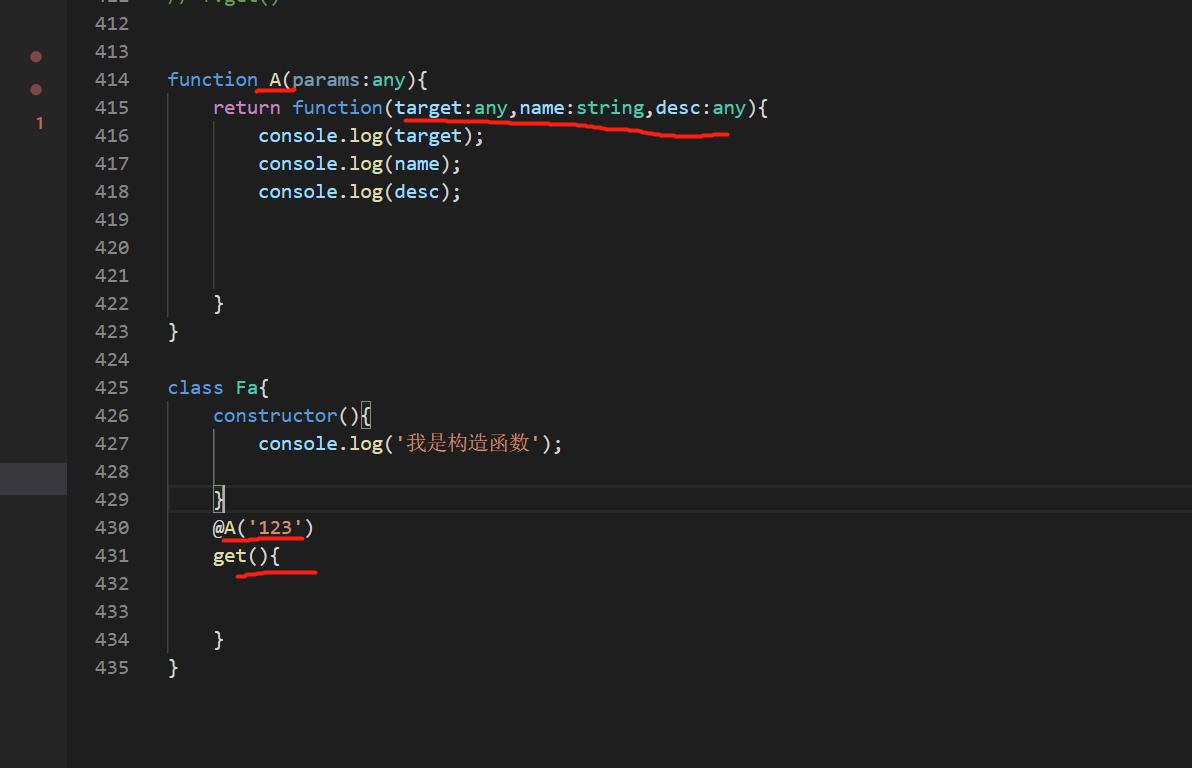 412
413
414 function A(params:any){
415 return function(target:any,name:string,desc:any){
416 console.log(target);
417 console.log(name);
418 console.log(desc);
419
420
421
422 }
423 }
424
425 class Fa{
426 constructor(){
427 console.log('我是构造函数');
428
429 }
430 @A('123')
431 get(){
432
433
434 }
435 }
1